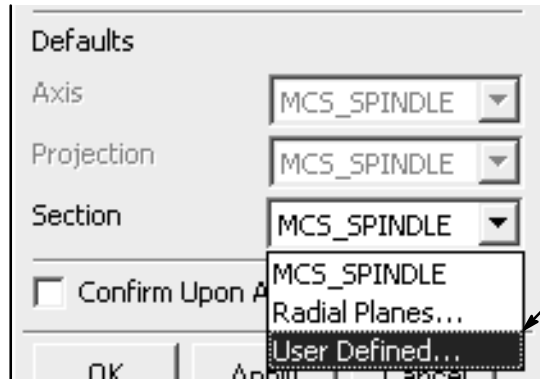 Defaults
Axis MCS_SPINDLE
Projection MCS_SPINDLE
Section MCS_SPINDLE
MCS_SPINDLE
Confirm Upon A
Radial Planes...
User Defined...
OK